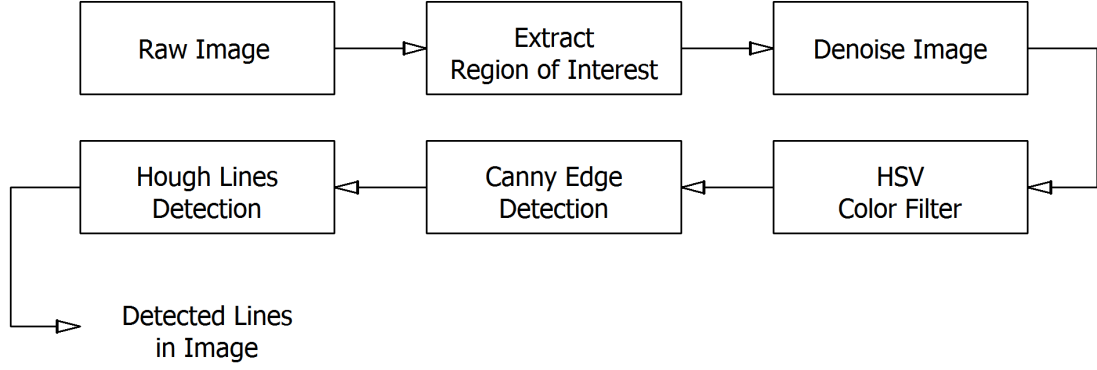 Raw Image
Extract
Region of Interest
Denoise Image
HSV
Color Filter
Canny Edge
Detection
Hough Lines
Detection
Detected Lines
in Image